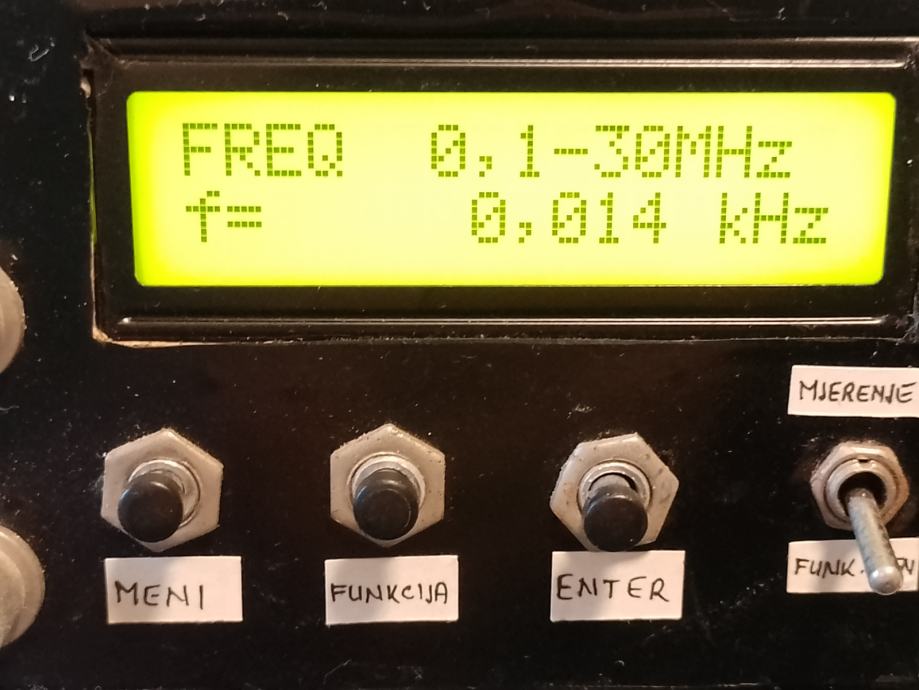 FREQ 0,1-30MHz
f= 0,014 kHz
MJERENJE
MENI
FUNKCIJA
ENTER